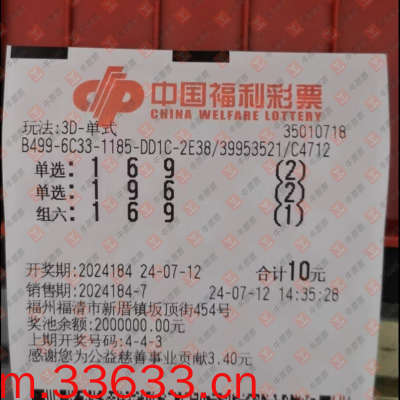 中国福利彩票
CHINA WELFARE LOTTERY
玩法:3D-单式 35010718
B499-6C33-1185-DD1C-2E38/39953521/C4712
单选:1 6 9 (2)
单选:1 9 6 (2)
组六:1 6 9 (1)
开奖期:2024184 24-07-12 合计10元
销售期:2024184-7 24-07-12 14:35:28
福州福清市新厝镇坂顶街454号
奖池余额:2000000.00元
上期开奖号码:4-4-3
感谢您为公益慈善事业贡献3.40元
m.33633.cn